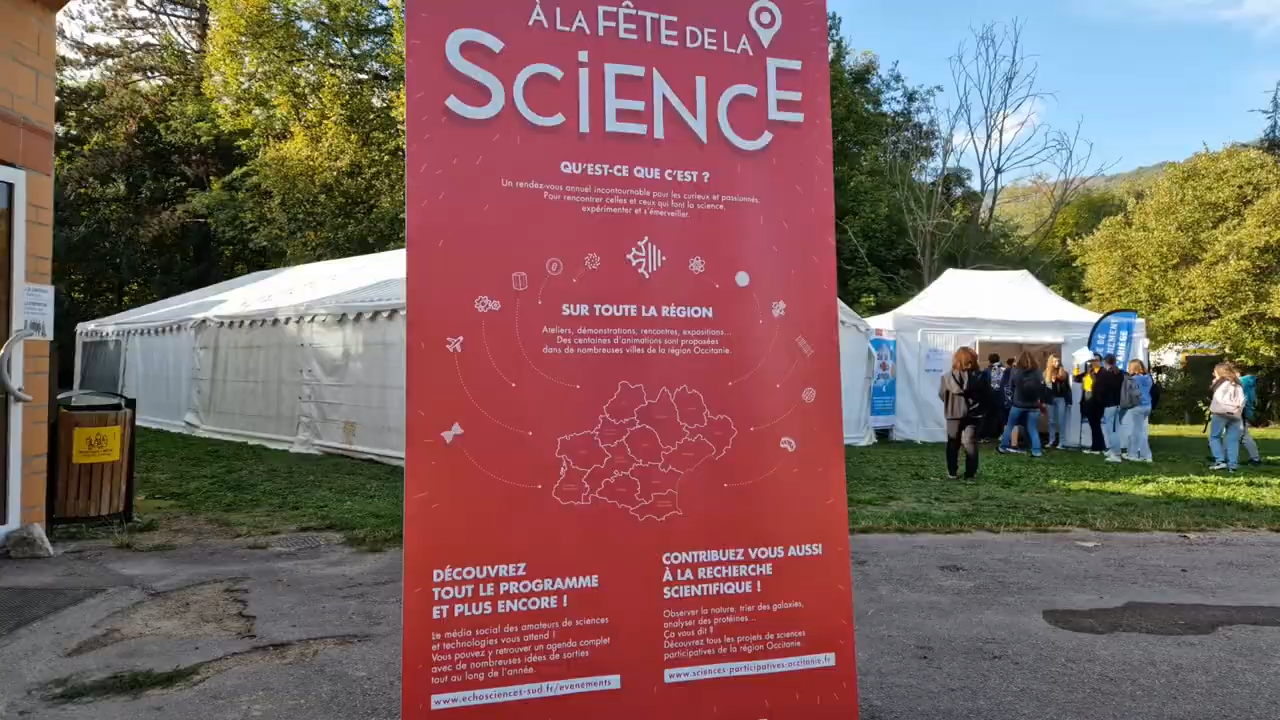 À LA FÊTE DE LA
SCIENCE
QU'EST-CE QUE C'EST ?
Un rendez-vous annuel incontournable pour les curieux et passionnés.
Pour rencontrer celles et ceux qui font la science,
expérimenter et s'émerveiller.
SUR TOUTE LA RÉGION
Ateliers, démonstrations, rencontres, expositions...
Des centaines d'animations sont proposées
dans de nombreuses villes de la région Occitanie.
DÉCOUVREZ
TOUT LE PROGRAMME
ET PLUS ENCORE !
Le média social des amateurs de sciences
et technologies vous attend !
Vous pouvez y retrouver un agenda complet
avec de nombreuses idées de sorties
tout au long de l'année.
www.echosciences-sud.fr/evenements
CONTRIBUEZ VOUS AUSSI
À LA RECHERCHE
SCIENTIFIQUE !
Observer la nature, trier des galaxies,
analyser des protéines...
Ça vous dit ?
Découvrez tous les projets de sciences
participatives de la région Occitanie.
www.sciences-participatives-occitanie.fr